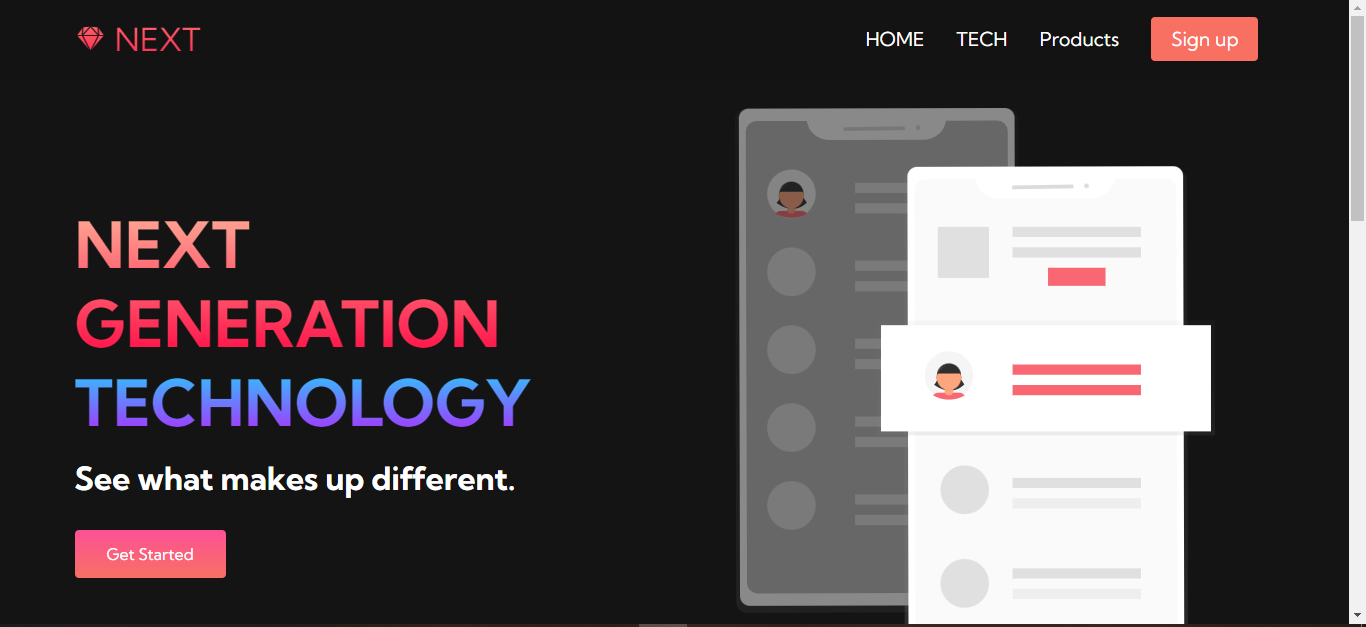 NEXT
HOME TECH Products Sign up
NEXT
GENERATION
TECHNOLOGY
See what makes up different.
Get Started